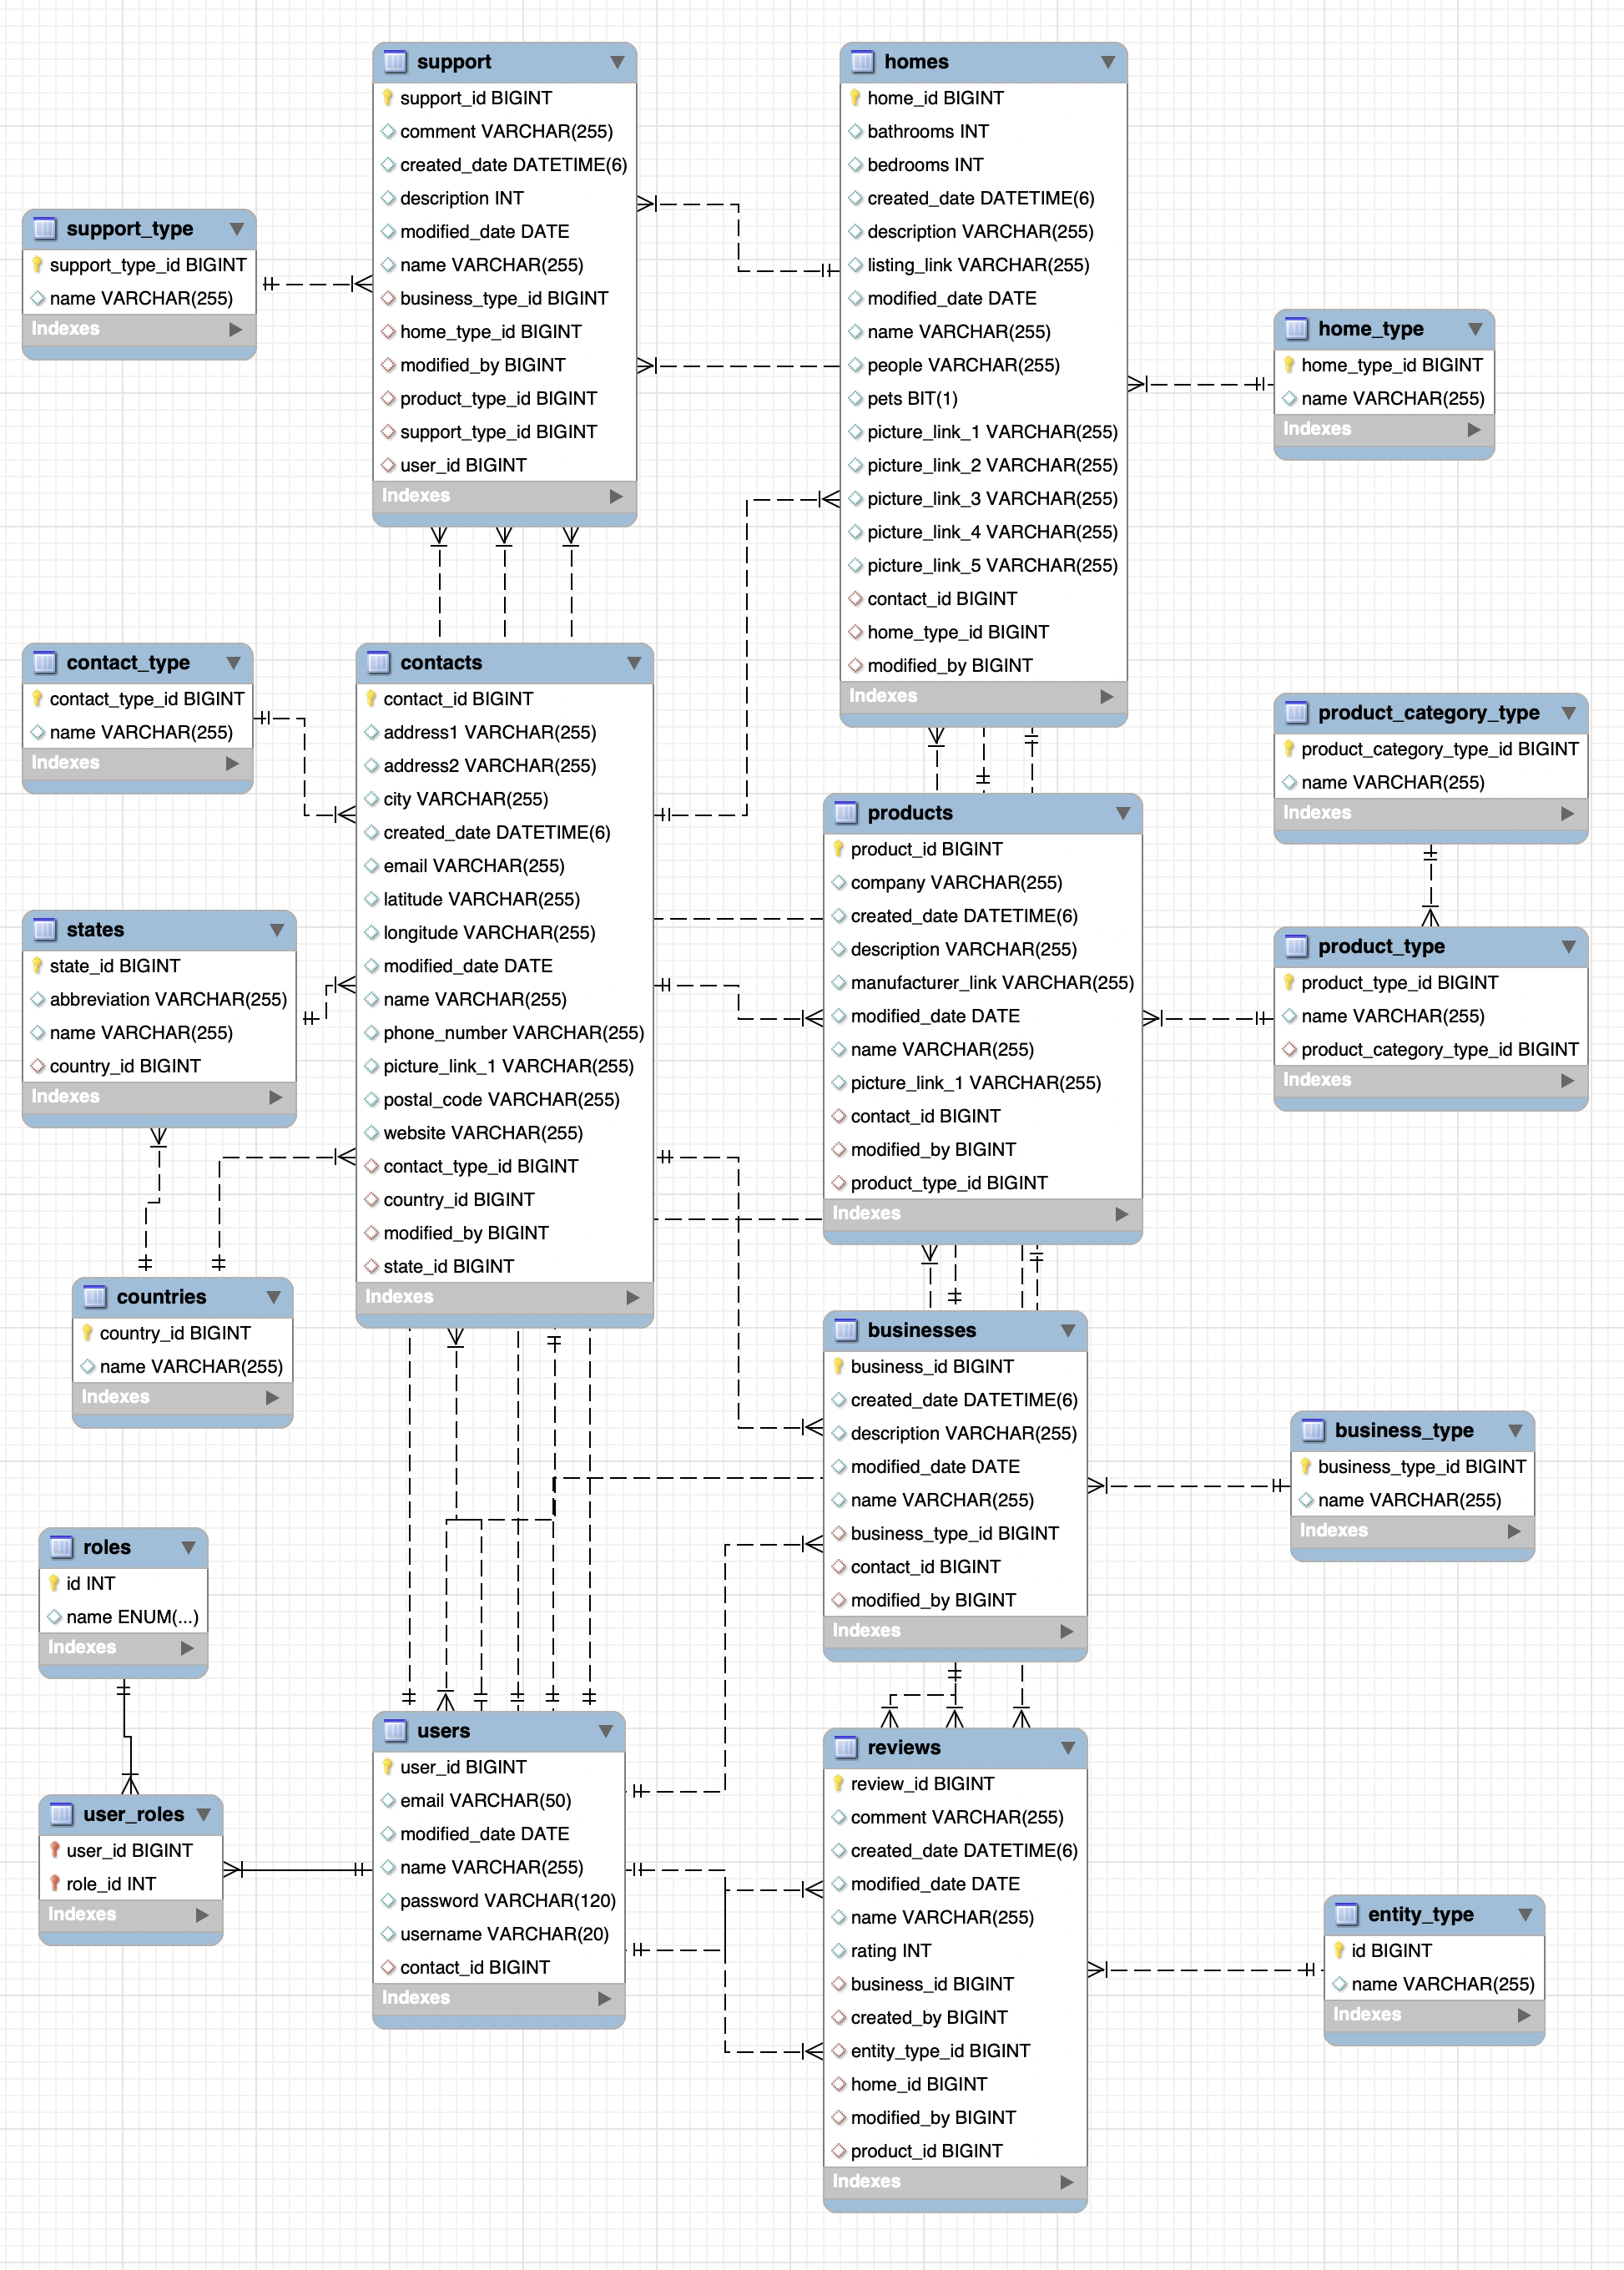 support
support_id BIGINT
comment VARCHAR(255)
created_date DATETIME(6)
description INT
modified_date DATE
name VARCHAR(255)
business_type_id BIGINT
home_type_id BIGINT
modified_by BIGINT
product_type_id BIGINT
support_type_id BIGINT
user_id BIGINT
Indexes
homes
home_id BIGINT
bathrooms INT
bedrooms INT
created_date DATETIME(6)
description VARCHAR(255)
listing_link VARCHAR(255)
modified_date DATE
name VARCHAR(255)
people VARCHAR(255)
pets BIT(1)
picture_link_1 VARCHAR(255)
picture_link_2 VARCHAR(255)
picture_link_3 VARCHAR(255)
picture_link_4 VARCHAR(255)
picture_link_5 VARCHAR(255)
contact_id BIGINT
home_type_id BIGINT
modified_by BIGINT
Indexes
support_type
support_type_id BIGINT
name VARCHAR(255)
Indexes
home_type
home_type_id BIGINT
name VARCHAR(255)
Indexes
contact_type
contact_type_id BIGINT
name VARCHAR(255)
Indexes
contacts
contact_id BIGINT
address1 VARCHAR(255)
address2 VARCHAR(255)
city VARCHAR(255)
created_date DATETIME(6)
email VARCHAR(255)
latitude VARCHAR(255)
longitude VARCHAR(255)
modified_date DATE
name VARCHAR(255)
phone_number VARCHAR(255)
picture_link_1 VARCHAR(255)
postal_code VARCHAR(255)
website VARCHAR(255)
contact_type_id BIGINT
country_id BIGINT
modified_by BIGINT
state_id BIGINT
Indexes
product_category_type
product_category_type_id BIGINT
name VARCHAR(255)
Indexes
products
product_id BIGINT
company VARCHAR(255)
created_date DATETIME(6)
description VARCHAR(255)
manufacturer_link VARCHAR(255)
modified_date DATE
name VARCHAR(255)
picture_link_1 VARCHAR(255)
contact_id BIGINT
modified_by BIGINT
product_type_id BIGINT
Indexes
states
state_id BIGINT
abbreviation VARCHAR(255)
name VARCHAR(255)
country_id BIGINT
Indexes
product_type
product_type_id BIGINT
name VARCHAR(255)
product_category_type_id BIGINT
Indexes
countries
country_id BIGINT
name VARCHAR(255)
Indexes
businesses
business_id BIGINT
created_date DATETIME(6)
description VARCHAR(255)
modified_date DATE
name VARCHAR(255)
business_type_id BIGINT
contact_id BIGINT
modified_by BIGINT
Indexes
business_type
business_type_id BIGINT
name VARCHAR(255)
Indexes
roles
id INT
name ENUM(...)
Indexes
users
user_id BIGINT
email VARCHAR(50)
modified_date DATE
name VARCHAR(255)
password VARCHAR(120)
username VARCHAR(20)
contact_id BIGINT
Indexes
reviews
review_id BIGINT
comment VARCHAR(255)
created_date DATETIME(6)
modified_date DATE
name VARCHAR(255)
rating INT
business_id BIGINT
created_by BIGINT
entity_type_id BIGINT
home_id BIGINT
modified_by BIGINT
product_id BIGINT
Indexes
user_roles
user_id BIGINT
role_id INT
Indexes
entity_type
id BIGINT
name VARCHAR(255)
Indexes